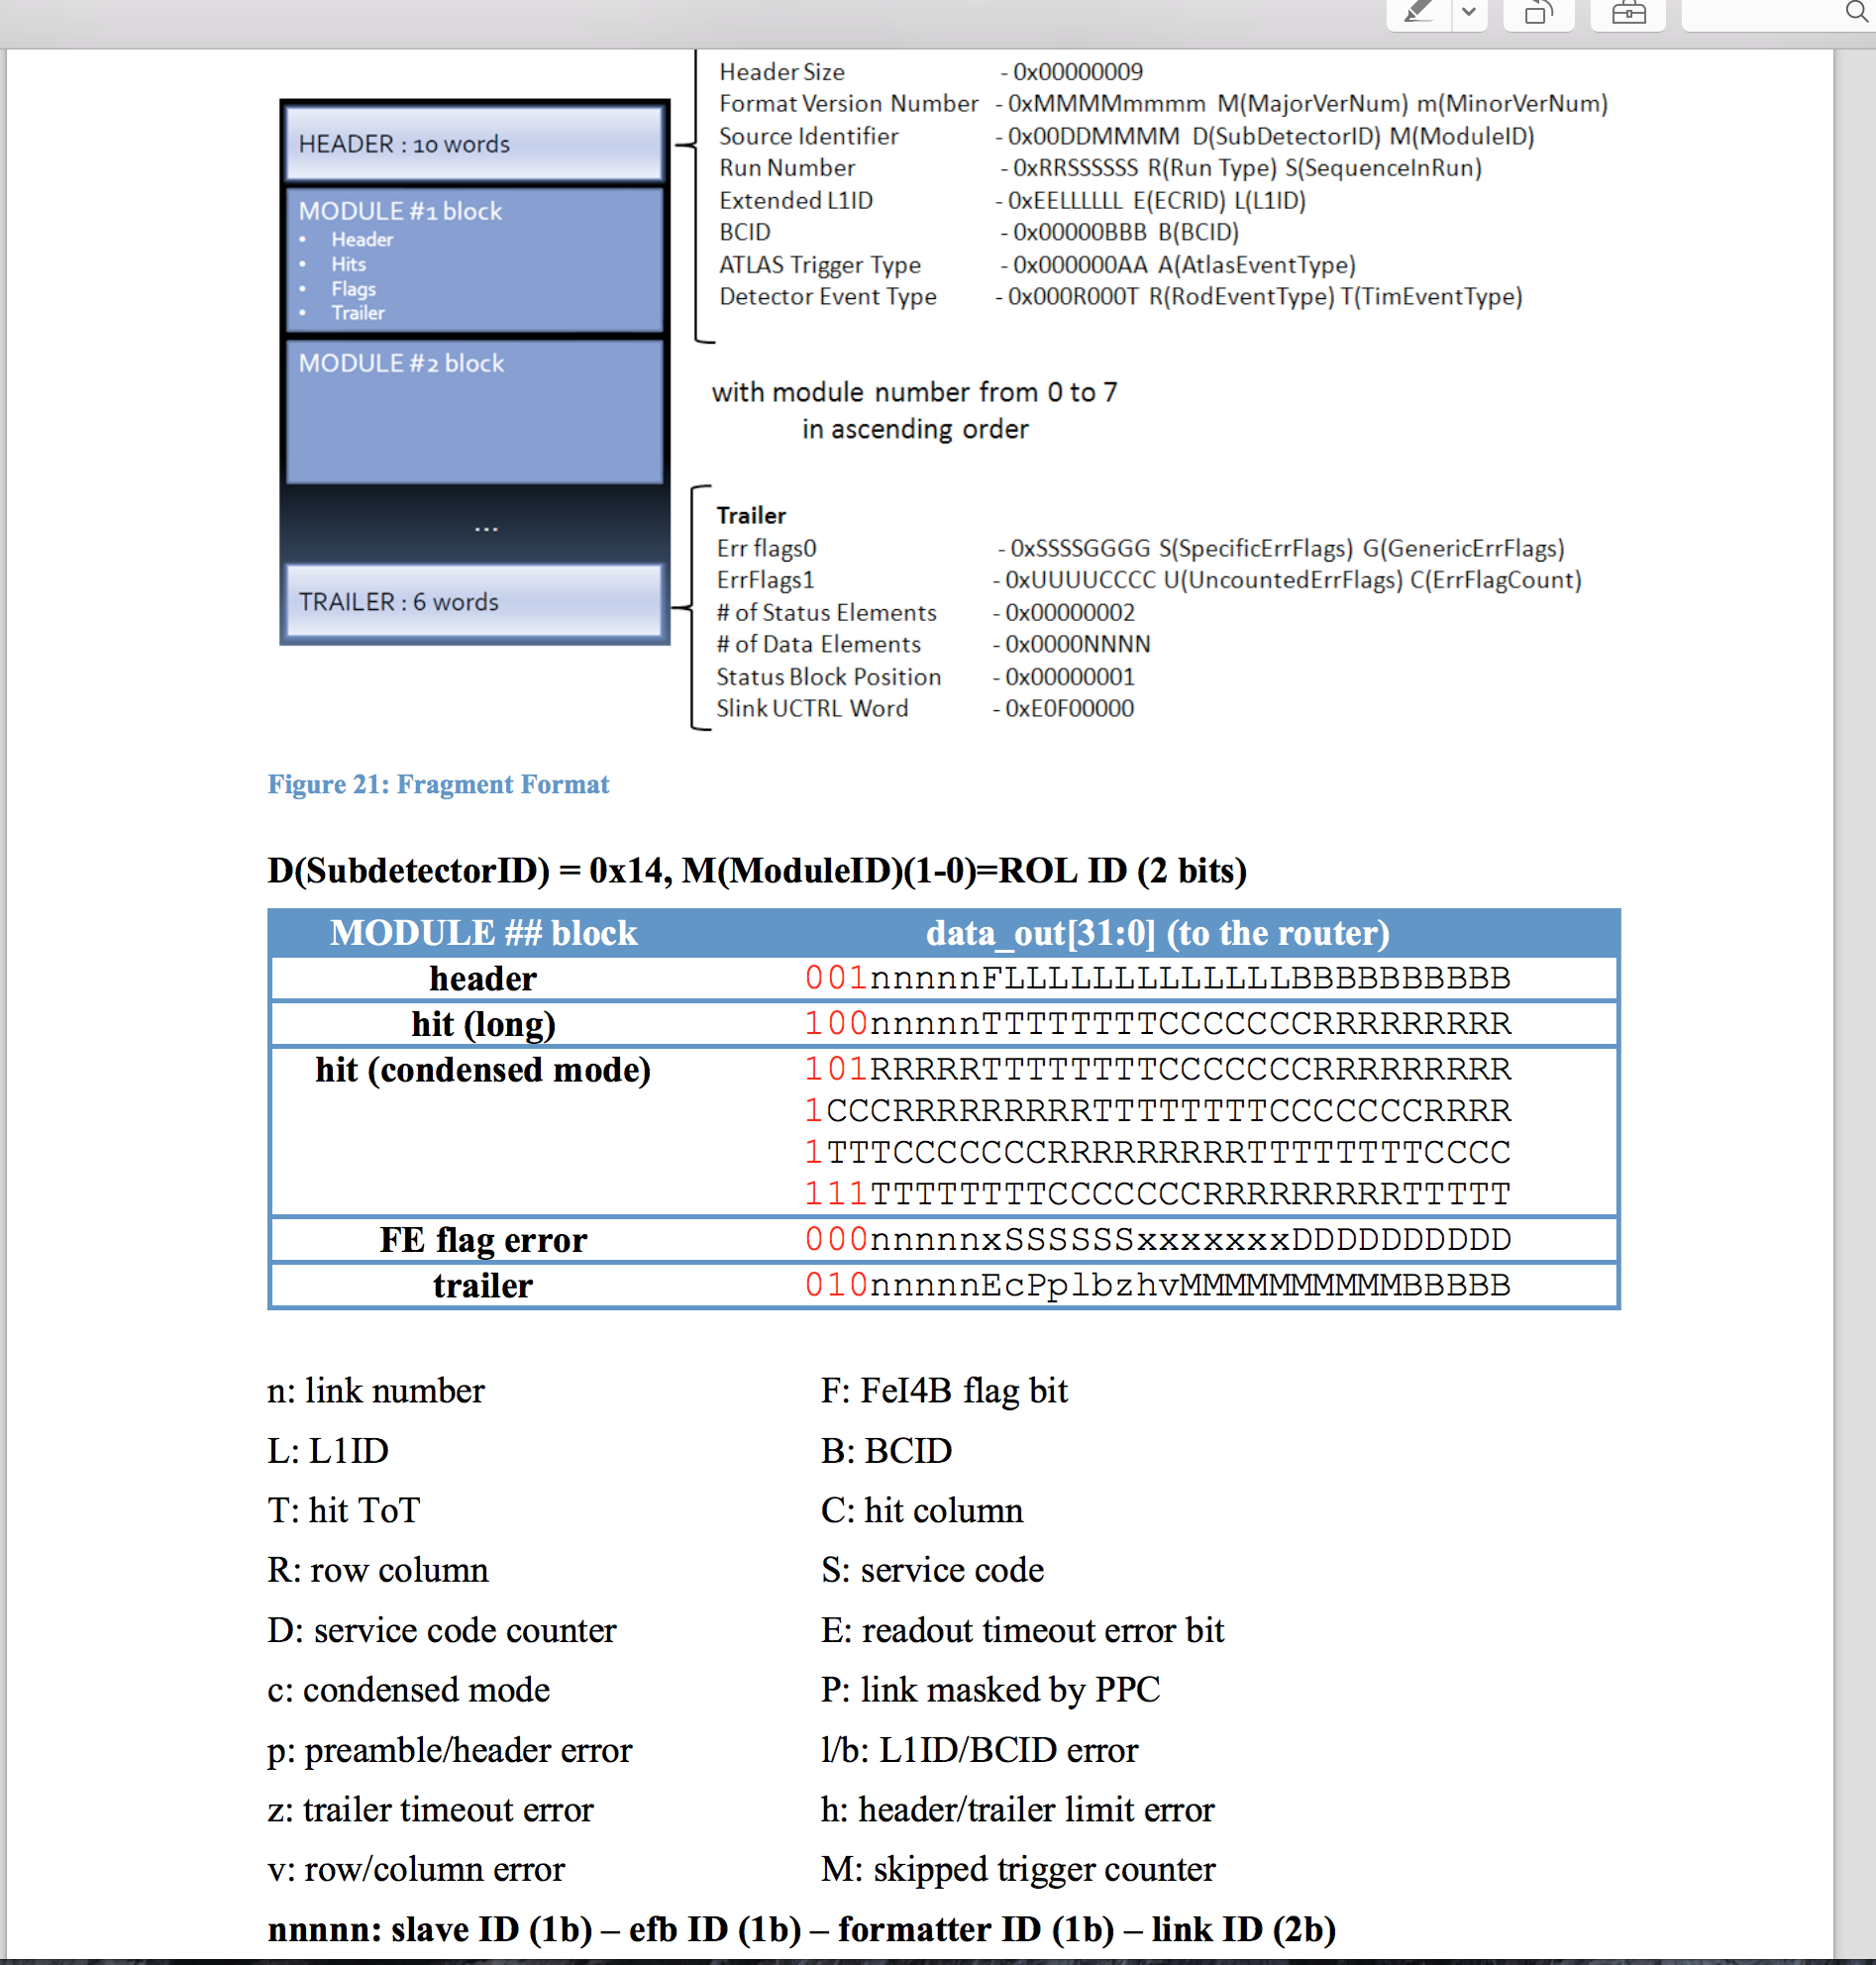 Header Size - 0x00000009
Format Version Number - 0xMMMMmmmm M(MajorVerNum) m(MinorVerNum)
Source Identifier - 0x00DDMMMM D(SubDetectorID) M(ModuleID)
Run Number - 0xRRSSSSSS R(Run Type) S(SequenceInRun)
Extended L1ID - 0xEELLLLLL E(ECRID) L(L1ID)
BCID - 0x00000BBB B(BCID)
ATLAS Trigger Type - 0x000000AA A(AtlasEventType)
Detector Event Type - 0x000R000T R(RodEventType) T(TimEventType)
HEADER : 10 words
MODULE #1 block
• Header
• Hits
• Flags
• Trailer
MODULE #2 block
...
TRAILER : 6 words
with module number from 0 to 7
in ascending order
Trailer
Err flags0 - 0xSSSSGGGG S(SpecificErrFlags) G(GenericErrFlags)
ErrFlags1 - 0xUUUUCCCC U(UncountedErrFlags) C(ErrFlagCount)
# of Status Elements - 0x00000002
# of Data Elements - 0x0000NNNN
Status Block Position - 0x00000001
Slink UCTRL Word - 0xE0F00000
Figure 21: Fragment Format
D(SubdetectorID) = 0x14, M(ModuleID)(1-0)=ROL ID (2 bits)
MODULE ## block data_out[31:0] (to the router)
header 001nnnnnFLLLLLLLLLLLLLBBBBBBBBBB
hit (long) 100nnnnnTTTTTTTTCCCCCCCRRRRRRRRR
hit (condensed mode) 101RRRRRTTTTTTTTCCCCCCCRRRRRRRRR
1CCCRRRRRRRRRTTTTTTTTCCCCCCCRRRR
1TTTCCCCCCCRRRRRRRRRTTTTTTTTCCCC
111TTTTTTTTCCCCCCCRRRRRRRRRTTTTT
FE flag error 000nnnnnxSSSSSSxxxxxxxDDDDDDDDDD
trailer 010nnnnnEcPplbzhvMMMMMMMMMMBBBBB
n: link number F: FeI4B flag bit
L: L1ID B: BCID
T: hit ToT C: hit column
R: row column S: service code
D: service code counter E: readout timeout error bit
c: condensed mode P: link masked by PPC
p: preamble/header error l/b: L1ID/BCID error
z: trailer timeout error h: header/trailer limit error
v: row/column error M: skipped trigger counter
nnnnn: slave ID (1b) – efb ID (1b) – formatter ID (1b) – link ID (2b)